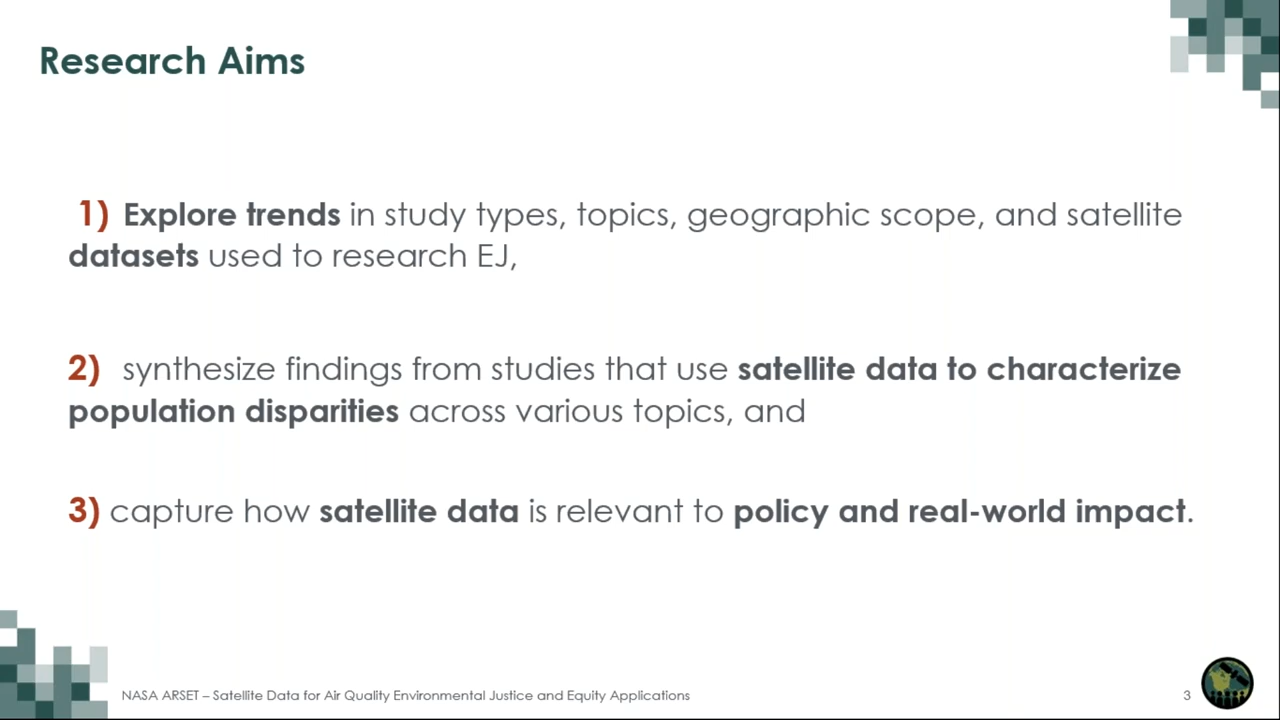 Research Aims
1) Explore trends in study types, topics, geographic scope, and satellite
datasets used to research EJ,
2) synthesize findings from studies that use satellite data to characterize
population disparities across various topics, and
3) capture how satellite data is relevant to policy and real-world impact.
NASA ARSET – Satellite Data for Air Quality Environmental Justice and Equity Applications
3